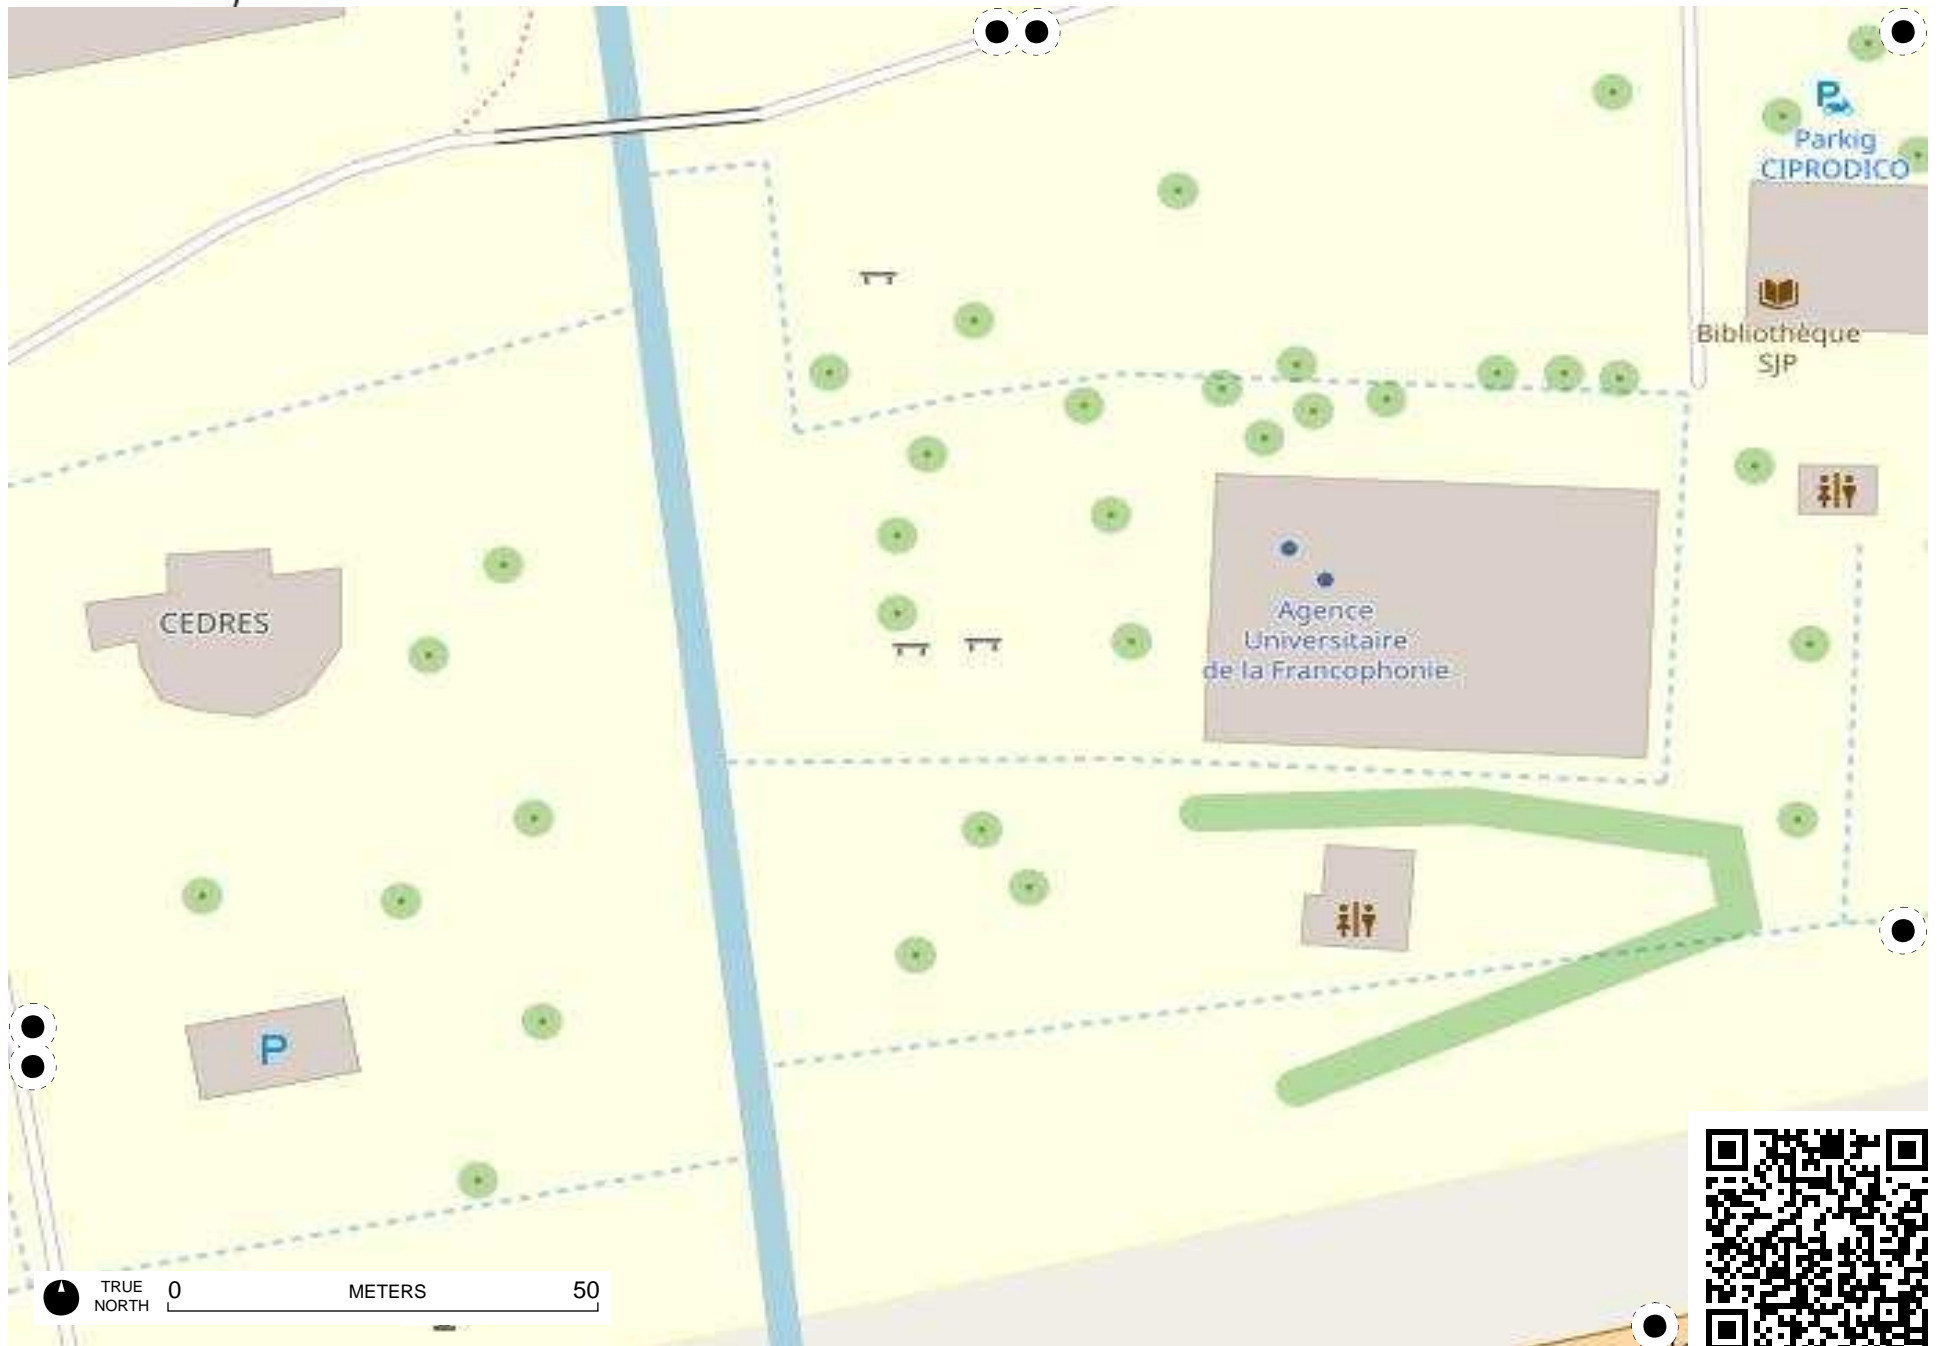 P
Parkig
CIPRODICO
Bibliothèque
SJP
CEDRES
Agence
Universitaire
de la Francophonie
P
TRUE
NORTH
0 METERS 50